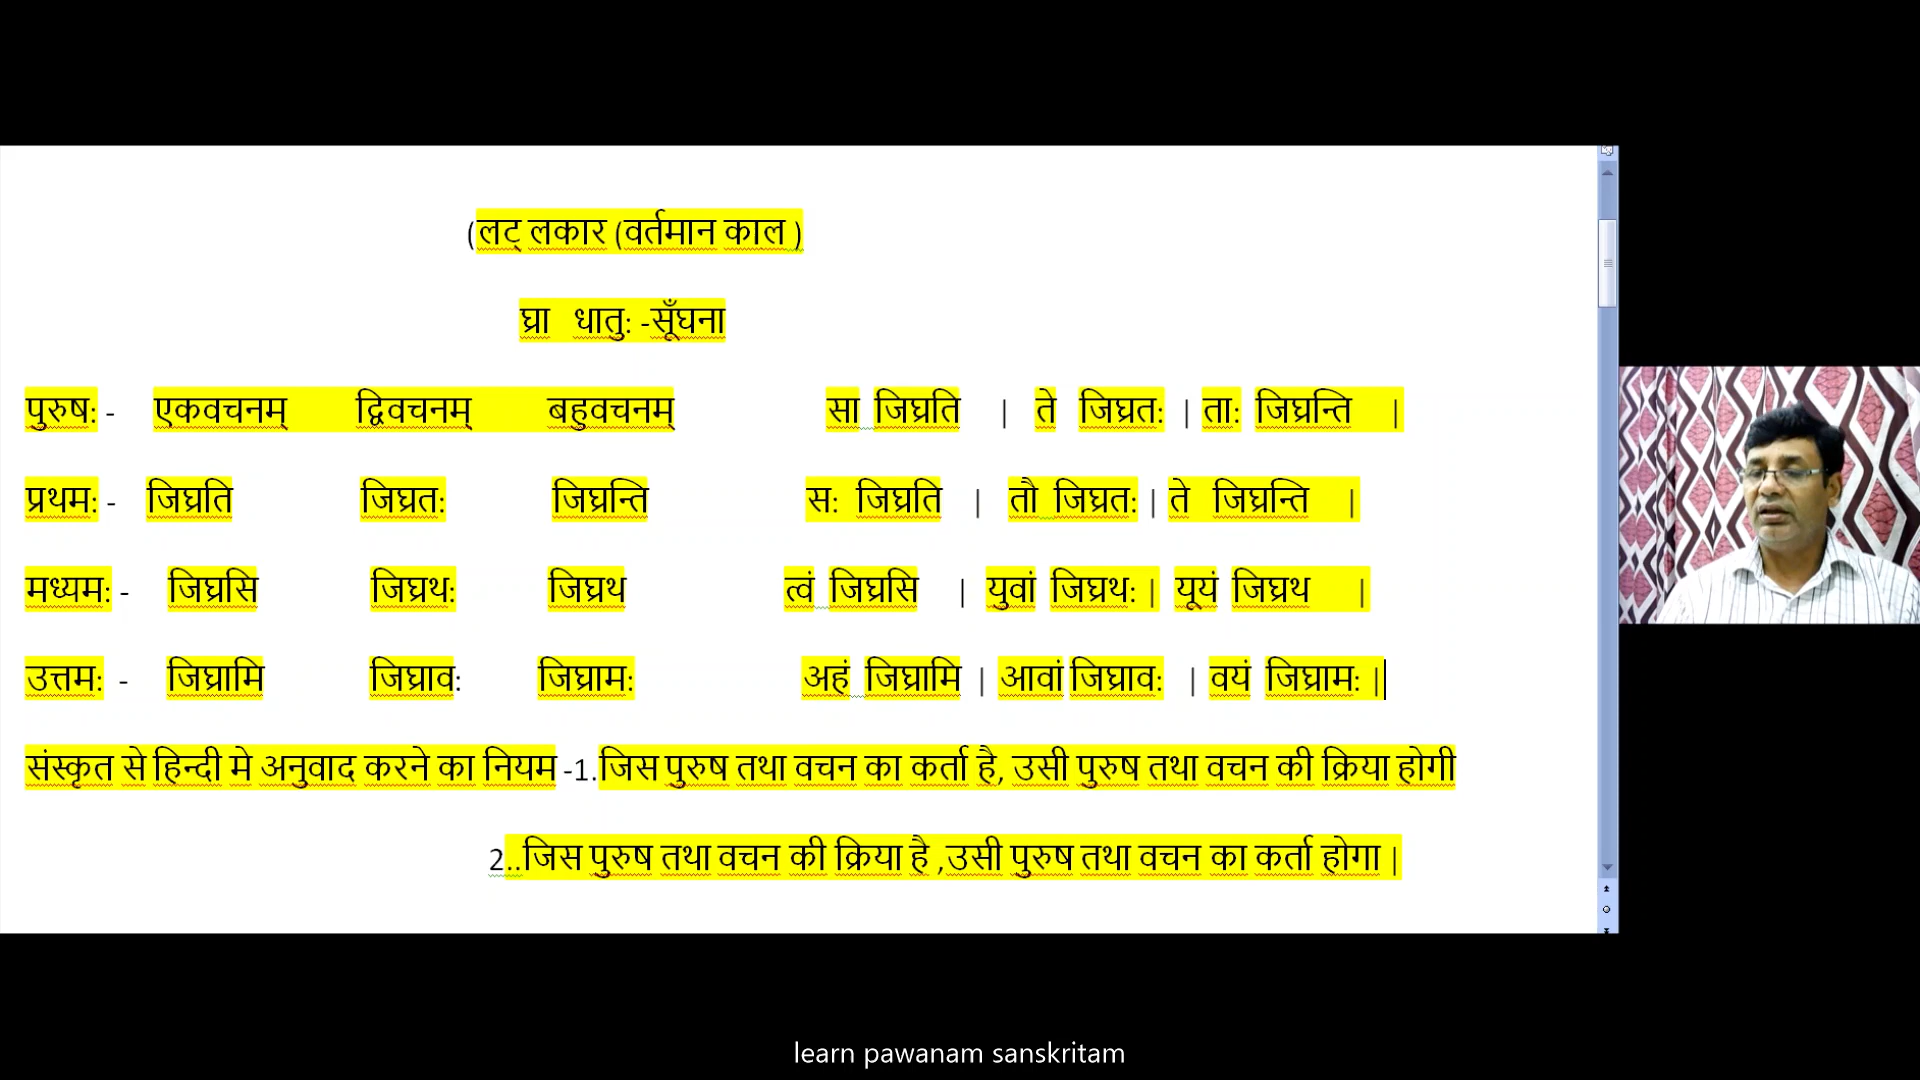 (लट् लकार (वर्तमान काल )
घ्रा धातु: -सूँघना
पुरुष: - एकवचनम् द्विवचनम् बहुवचनम् सा जिघ्रति | ते जिघ्रत: | ता: जिघ्रन्ति |
प्रथम: - जिघ्रति जिघ्रत: जिघ्रन्ति स: जिघ्रति | तौ जिघ्रत: | ते जिघ्रन्ति |
मध्यम: - जिघ्रसि जिघ्रथ: जिघ्रथ त्वं जिघ्रसि | युवां जिघ्रथ: | यूयं जिघ्रथ |
उत्तम: - जिघ्रामि जिघ्राव: जिघ्राम: अहं जिघ्रामि | आवां जिघ्राव: | वयं जिघ्राम: |
संस्कृत से हिन्दी मे अनुवाद करने का नियम -1.जिस पुरुष तथा वचन का कर्ता है, उसी पुरुष तथा वचन की क्रिया होगी
2..जिस पुरुष तथा वचन की क्रिया है ,उसी पुरुष तथा वचन का कर्ता होगा |
learn pawanam sanskritam